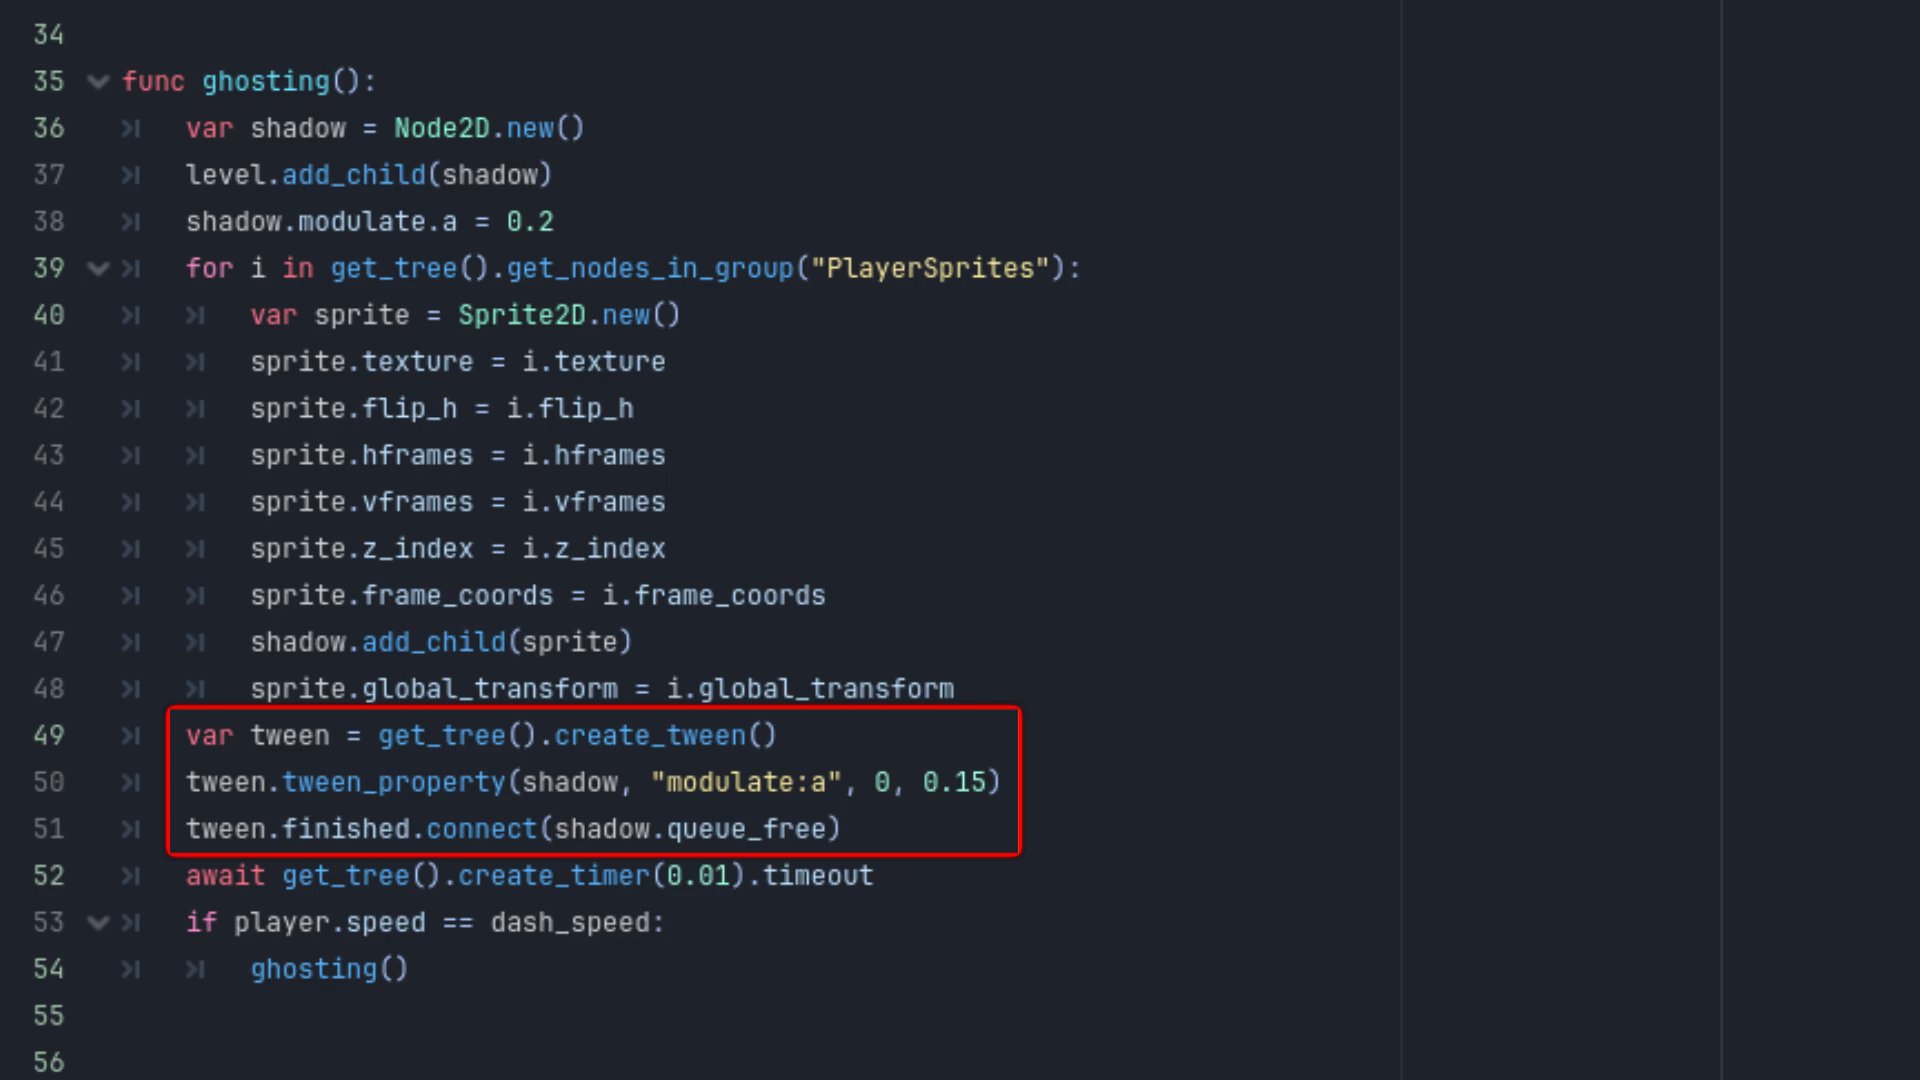 34
35 func ghosting():
36 var shadow = Node2D.new()
37 level.add_child(shadow)
38 shadow.modulate.a = 0.2
39 for i in get_tree().get_nodes_in_group("PlayerSprites"):
40 var sprite = Sprite2D.new()
41 sprite.texture = i.texture
42 sprite.flip_h = i.flip_h
43 sprite.hframes = i.hframes
44 sprite.vframes = i.vframes
45 sprite.z_index = i.z_index
46 sprite.frame_coords = i.frame_coords
47 shadow.add_child(sprite)
48 sprite.global_transform = i.global_transform
49 var tween = get_tree().create_tween()
50 tween.tween_property(shadow, "modulate:a", 0, 0.15)
51 tween.finished.connect(shadow.queue_free)
52 await get_tree().create_timer(0.01).timeout
53 if player.speed == dash_speed:
54 ghosting()
55
56